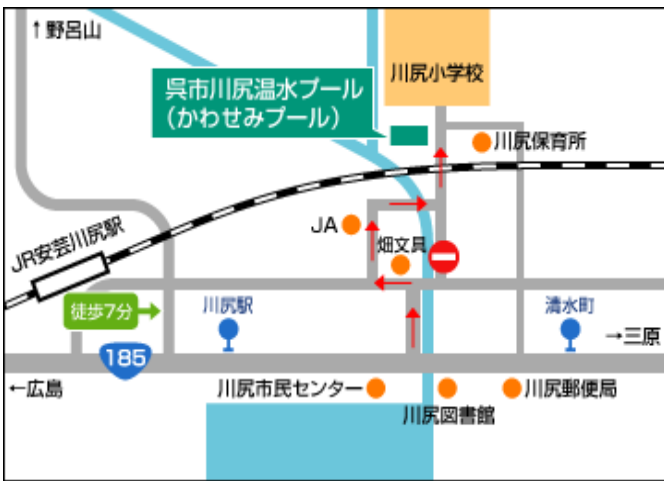 ↑野呂山
川尻小学校
呉市川尻温水プール
(かわせみプール)
川尻保育所
JR安芸川尻駅
JA
畑文具
徒歩7分
川尻駅
清水町
→三原
185
←広島
川尻市民センター
川尻図書館
川尻郵便局